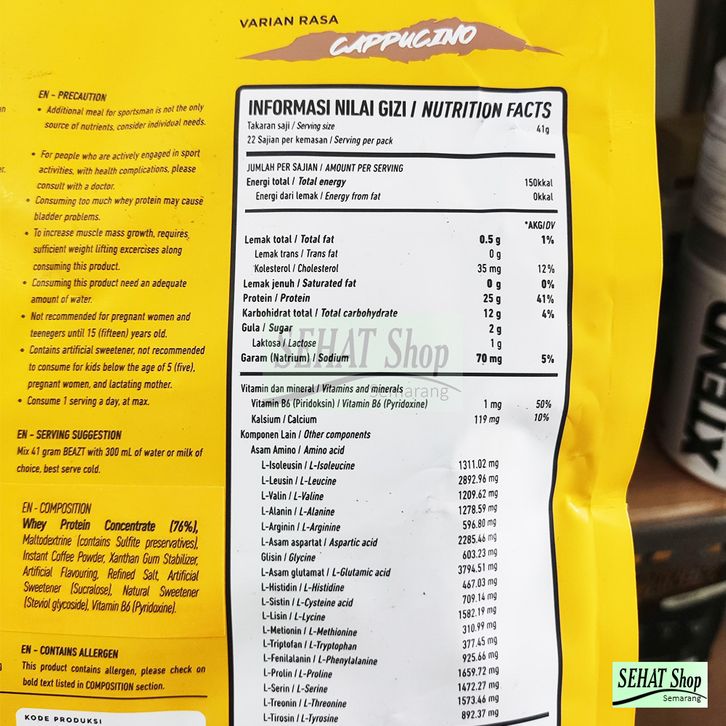 VARIAN RASA
CAPPUCINO
EN - PRECAUTION
• Additional meal for sportsman is not the only
source of nutrients, consider individual needs.
• For people who are actively engaged in sport
activities, with health complications, please
consult with a doctor.
• Consuming too much whey protein may cause
bladder problems.
• To increase muscle mass growth, requires
sufficient weight lifting excercises along
consuming this product.
• Consuming this product need an adequate
amount of water.
• Not recommended for pregnant women and
teenegers until 15 (fifteen) years old.
• Contains artificial sweetener, not recommended
to consume for kids below the age of 5 (five),
pregnant women, and lactating mother.
• Consume 1 serving a day, at max.
EN - SERVING SUGGESTION
Mix 41 gram BEAZT with 300 mL of water or milk of
choice, best serve cold.
EN - COMPOSITION
Whey Protein Concentrate (76%),
Maltodextrine (contains Sulfite preservatives),
Instant Coffee Powder, Xanthan Gum Stabilizer,
Artificial Flavouring, Refined Salt, Artificial
Sweetener (Sucralose), Natural Sweetener
(Steviol glycoside), Vitamin B6 (Pyridoxine).
EN - CONTAINS ALLERGEN
This product contains allergen, please check on
bold text listed in COMPOSITION section.
KODE PRODUKSI
INFORMASI NILAI GIZI / NUTRITION FACTS
Takaran saji / Serving size 41g
22 Sajian per kemasan / Serving per pack
JUMLAH PER SAJIAN / AMOUNT PER SERVING
Energi total / Total energy 150kkal
Energi dari lemak / Energy from fat 0kkal
*AKG/DV
Lemak total / Total fat 0.5 g 1%
Lemak trans / Trans fat 0 g
Kolesterol / Cholesterol 35 mg 12%
Lemak jenuh / Saturated fat 0 g 0%
Protein / Protein 25 g 41%
Karbohidrat total / Total carbohydrate 12 g 4%
Gula / Sugar 2 g
Laktosa / Lactose 1 g
Garam (Natrium) / Sodium 70 mg 5%
Vitamin dan mineral / Vitamins and minerals
Vitamin B6 (Piridoksin) / Vitamin B6 (Pyridoxine) 1 mg 50%
Kalsium / Calcium 119 mg 10%
Komponen Lain / Other components
Asam Amino / Amino acid
L-Isoleusin / L-Isoleucine 1311.02 mg
L-Leusin / L-Leucine 2892.96 mg
L-Valin / L-Valine 1209.62 mg
L-Alanin / L-Alanine 1278.59 mg
L-Arginin / L-Arginine 596.80 mg
L-Asam aspartat / Aspartic acid 2285.46 mg
Glisin / Glycine 603.23 mg
L-Asam glutamat / L-Glutamic acid 3794.51 mg
L-Histidin / L-Histidine 467.03 mg
L-Sistin / L-Cysteine acid 709.14 mg
L-Lisin / L-Lycine 1582.19 mg
L-Metionin / L-Methionine 310.99 mg
L-Triptofan / L-Tryptophan 377.45 mg
L-Fenilalanin / L-Phenylalanine 925.66 mg
L-Prolin / L-Proline 1659.72 mg
L-Serin / L-Serine 1472.27 mg
L-Treonin / L-Threonine 1573.46 mg
L-Tirosin / L-Tyrosine 892.37 mg
SEHAT Shop
Semarang
SEHAT Shop
Semarang